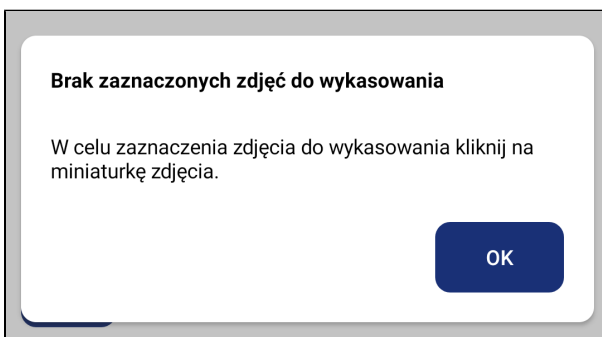 Brak zaznaczonych zdjęć do wykasowania
W celu zaznaczenia zdjęcia do wykasowania kliknij na
miniaturkę zdjęcia.
OK